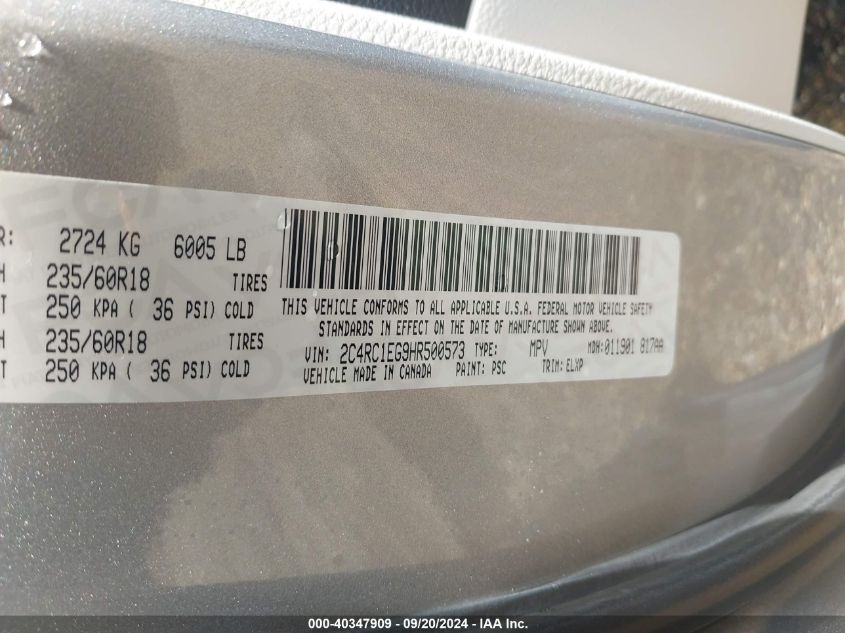 R: 2724 KG 6005 LB
H 235/60R18 TIRES
T 250 KPA ( 36 PSI) COLD
H 235/60R18 TIRES
T 250 KPA ( 36 PSI) COLD
THIS VEHICLE CONFORMS TO ALL APPLICABLE U.S.A. FEDERAL MOTOR VEHICLE SAFETY
STANDARDS IN EFFECT ON THE DATE OF MANUFACTURE SHOWN ABOVE.
VIN: 2C4RC1EG9HR500573 TYPE: MPV MDH:011901 817AA
VEHICLE MADE IN CANADA PAINT: PSC TRIM: ELXP
000-40347909 - 09/20/2024 - IAA Inc.